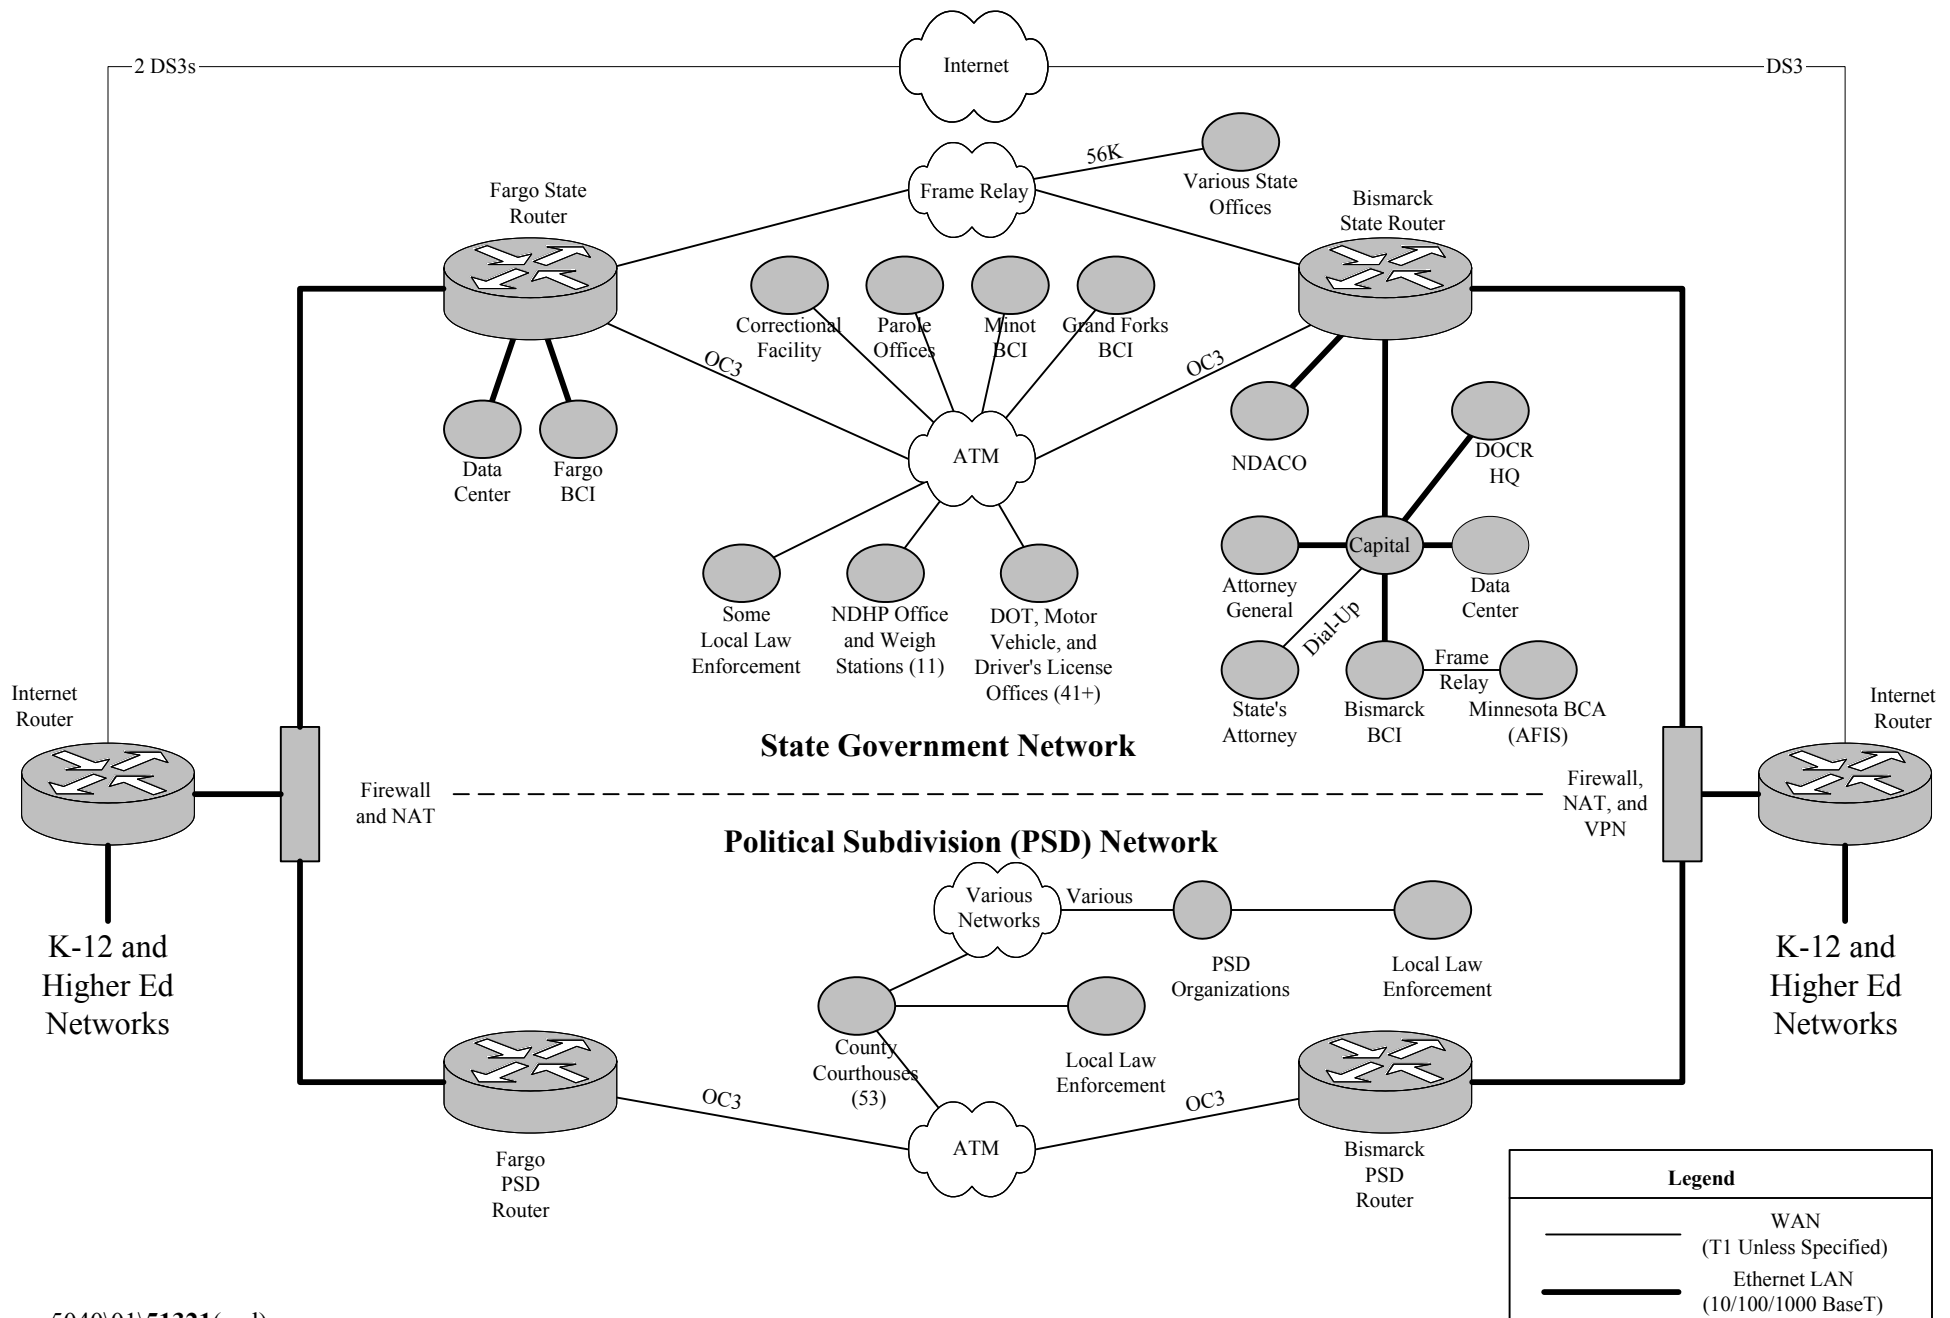 2 DS3s
Internet
DS3
56K
Various State
Offices
Frame Relay
Fargo State
Router
Bismarck
State Router
Correctional
Facility
Parole
Offices
Minot
BCI
Grand Forks
BCI
OC3
OC3
ATM
Data
Center
Fargo
BCI
NDACO
DOCR
HQ
Capital
Attorney
General
Data
Center
Dial-Up
Some
Local Law
Enforcement
NDHP Office
and Weigh
Stations (11)
DOT, Motor
Vehicle, and
Driver's License
Offices (41+)
State's
Attorney
Bismarck
BCI
Frame
Relay
Minnesota BCA
(AFIS)
Internet
Router
Internet
Router
State Government Network
Firewall
and NAT
Firewall,
NAT, and
VPN
Political Subdivision (PSD) Network
Various
Networks
Various
PSD
Organizations
Local Law
Enforcement
K-12 and
Higher Ed
Networks
K-12 and
Higher Ed
Networks
County
Courthouses
(53)
Local Law
Enforcement
OC3
OC3
ATM
Fargo
PSD
Router
Bismarck
PSD
Router
Legend
WAN
(T1 Unless Specified)
Ethernet LAN
(10/100/1000 BaseT)